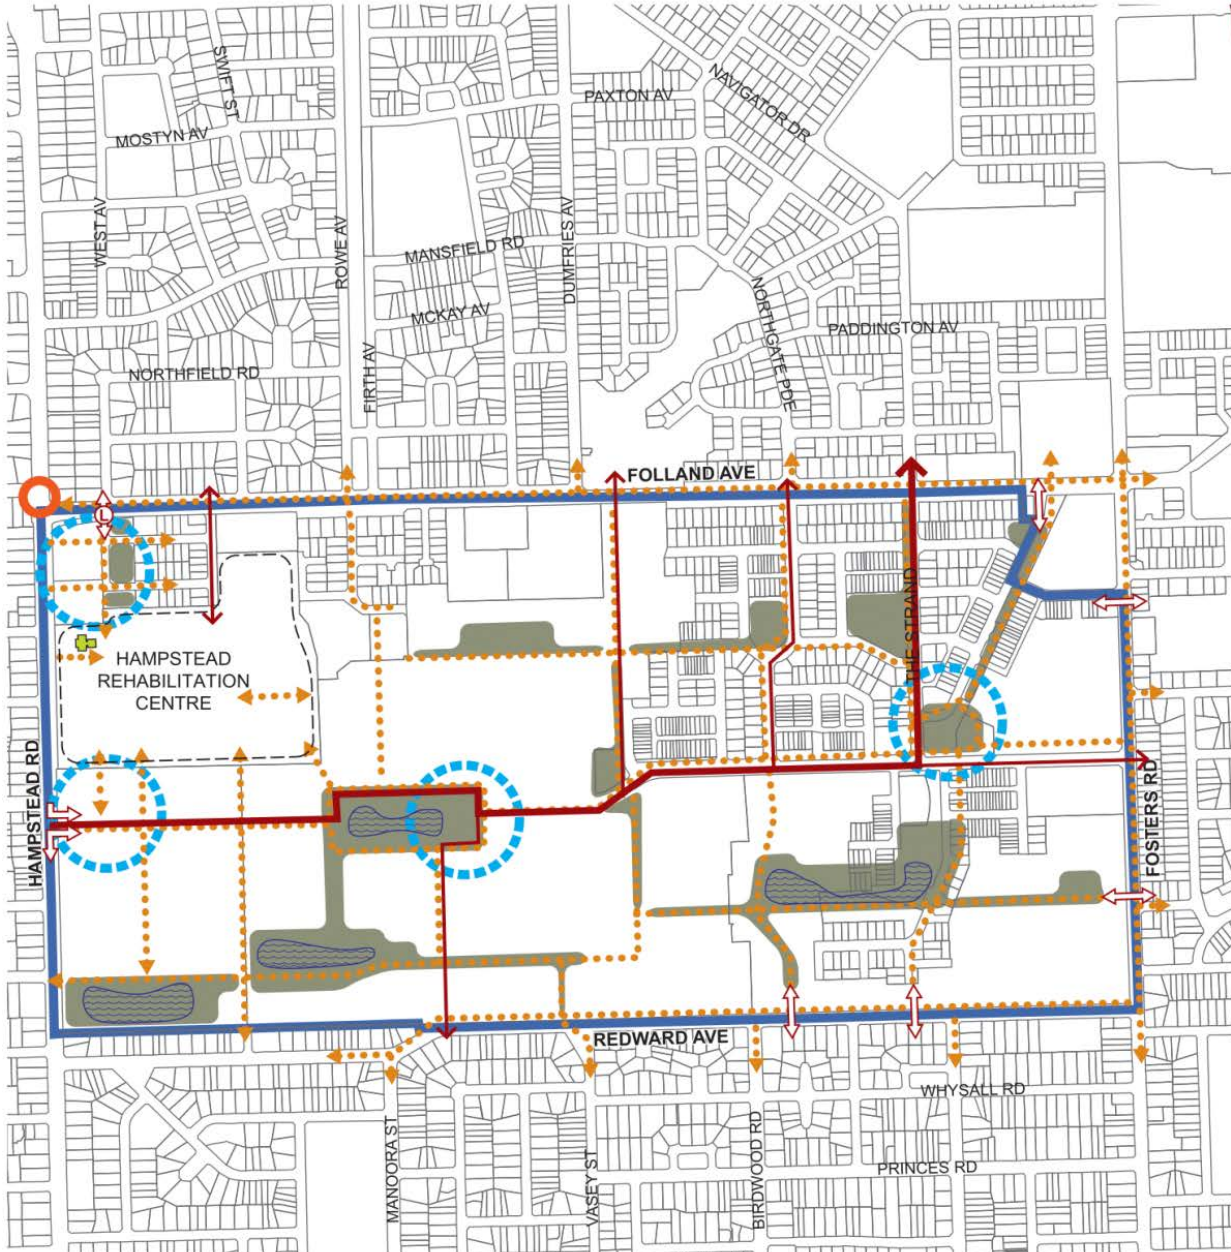 SWIFT ST
PAXTON AV
NAVIGATOR DR
MOSTYN AV
WEST AV
ROWE AV
MANSFIELD RD
DUMFRIES AV
MCKAY AV
NORTHGATE PDE
PADDINGTON AV
NORTHFIELD RD
FIRTH AV
FOLLAND AVE
L
THE STRAND
HAMPSTEAD
REHABILITATION
CENTRE
HAMPSTEAD RD
FOSTERS RD
REDWARD AVE
WHYSALL RD
MANOORA ST
VASEY ST
BIRDWOOD RD
PRINCES RD